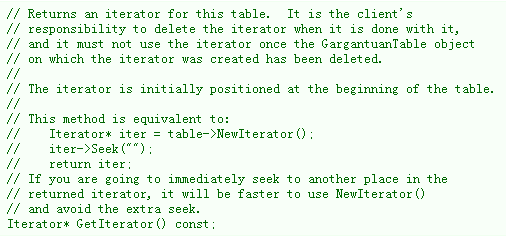 // Returns an iterator for this table.  It is the client's
// responsibility to delete the iterator when it is done with it,
// and it must not use the iterator once the GargantuanTable object
// on which the iterator was created has been deleted.
//
// The iterator is initially positioned at the beginning of the table.
//
// This method is equivalent to:
//    Iterator* iter = table->NewIterator();
//    iter->Seek("");
//    return iter;
// If you are going to immediately seek to another place in the
// returned iterator, it will be faster to use NewIterator()
// and avoid the extra seek.
Iterator* GetIterator() const;